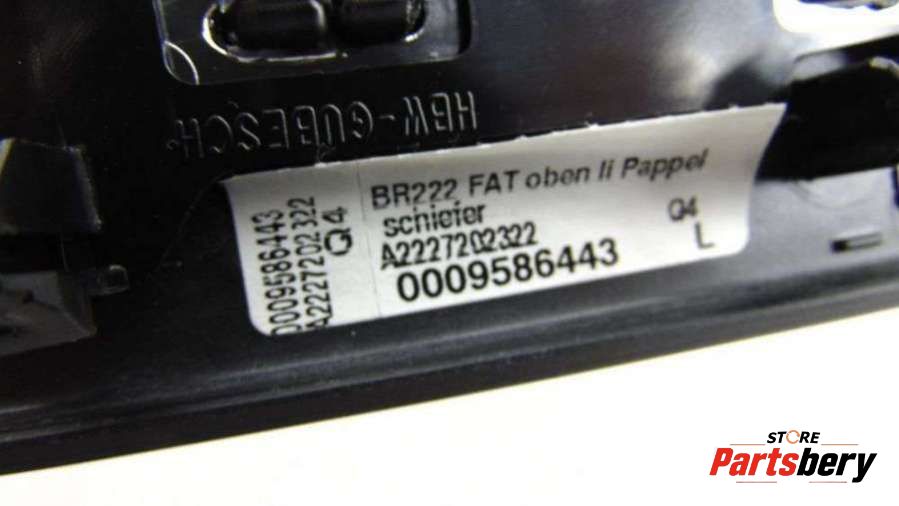 HBW-GUBESCH
BR222 FAT oben li Pappel
schiefer
A2227202322
0009586443
Q4
L
0009586443
A2227202322
Q4
STORE
Partsbery